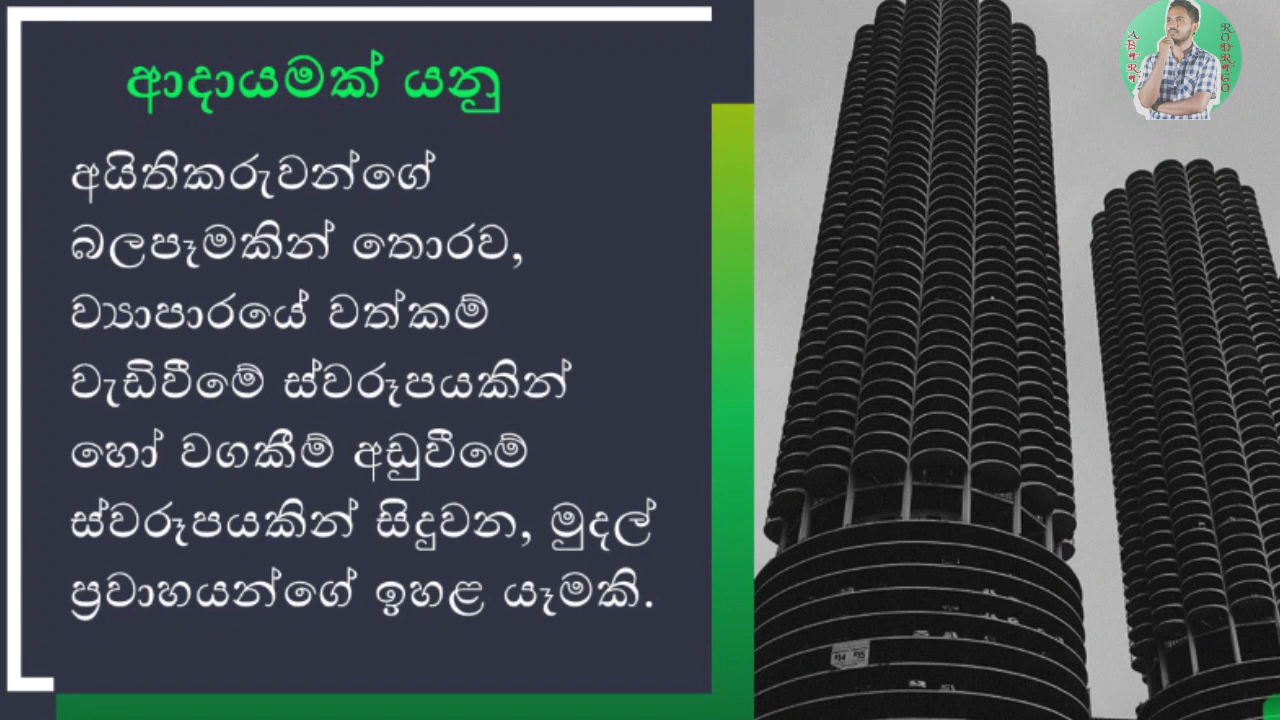 ආදායමක් යනු
අයිතිකරුවන්ගේ
බලපෑමකින් තොරව,
ව්‍යාපාරයේ වත්කම්
වැඩිවීමේ ස්වරූපයකින්
හෝ වගකීම් අඩුවීමේ
ස්වරූපයකින් සිදුවන, මුදල්
ප්‍රවාහයන්ගේ ඉහළ යෑමකි.
RODRIGO